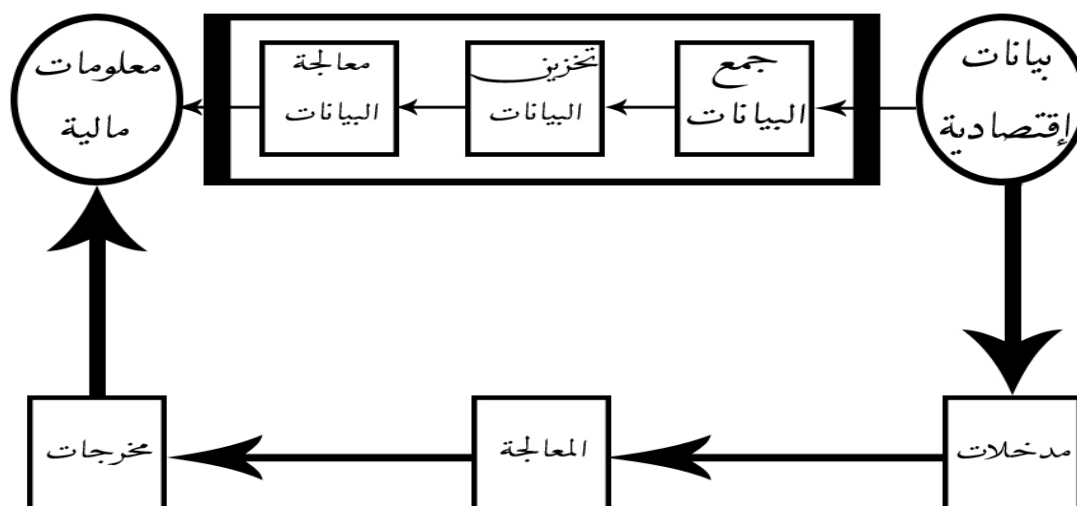 بيانات
إقتصادية
جمع
البيانات
تخزين
البيانات
معالجة
البيانات
معلومات
مالية
مدخلات
المعالجة
مخرجات